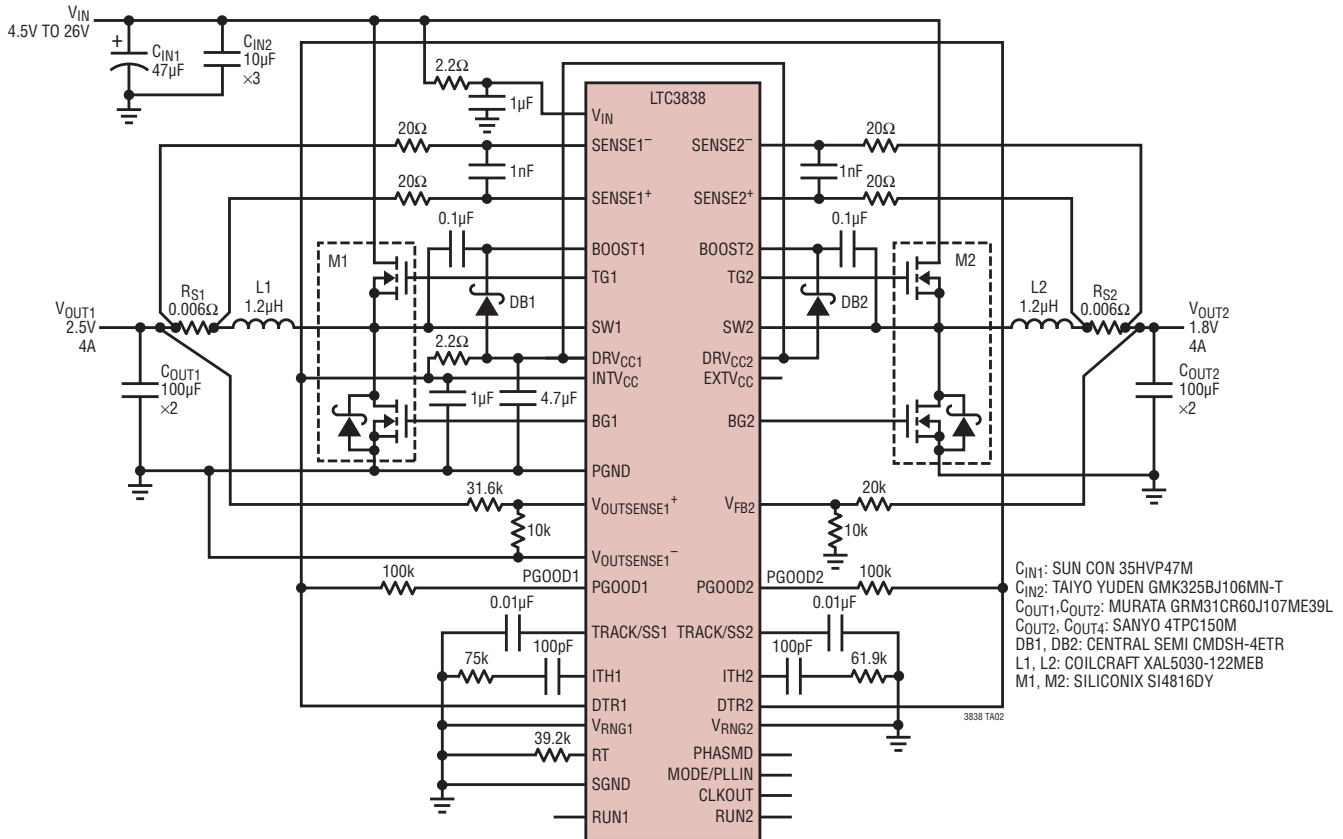 VIN
4.5V TO 26V
+
CIN1
47µF
CIN2
10µF
×3
2.2Ω
1µF
LTC3838
VIN
20Ω
SENSE1–
SENSE2–
20Ω
1nF
1nF
20Ω
SENSE1+
SENSE2+
20Ω
0.1µF
BOOST1
BOOST2
0.1µF
M1
TG1
TG2
M2
DB1
DB2
VOUT1
2.5V
4A
RS1
0.006Ω
L1
1.2µH
SW1
SW2
L2
1.2µH
RS2
0.006Ω
VOUT2
1.8V
4A
2.2Ω
DRVCC1
DRVCC2
INTVCC
EXTVCC
COUT1
100µF
×2
1µF
4.7µF
COUT2
100µF
×2
BG1
BG2
PGND
31.6k
VOUTSENSE1+
VFB2
20k
10k
10k
VOUTSENSE1–
100k
PGOOD1
PGOOD1
PGOOD2
PGOOD2
100k
0.01µF
TRACK/SS1
TRACK/SS2
0.01µF
75k
100pF
ITH1
ITH2
100pF
61.9k
DTR1
DTR2
VRNG1
VRNG2
39.2k
RT
PHASMD
MODE/PLLIN
SGND
CLKOUT
RUN1
RUN2
CIN1: SUN CON 35HVP47M
CIN2: TAIYO YUDEN GMK325BJ106MN-T
COUT1,COUT2: MURATA GRM31CR60J107ME39L
COUT2, COUT4: SANYO 4TPC150M
DB1, DB2: CENTRAL SEMI CMDSH-4ETR
L1, L2: COILCRAFT XAL5030-122MEB
M1, M2: SILICONIX SI4816DY
3838 TA02